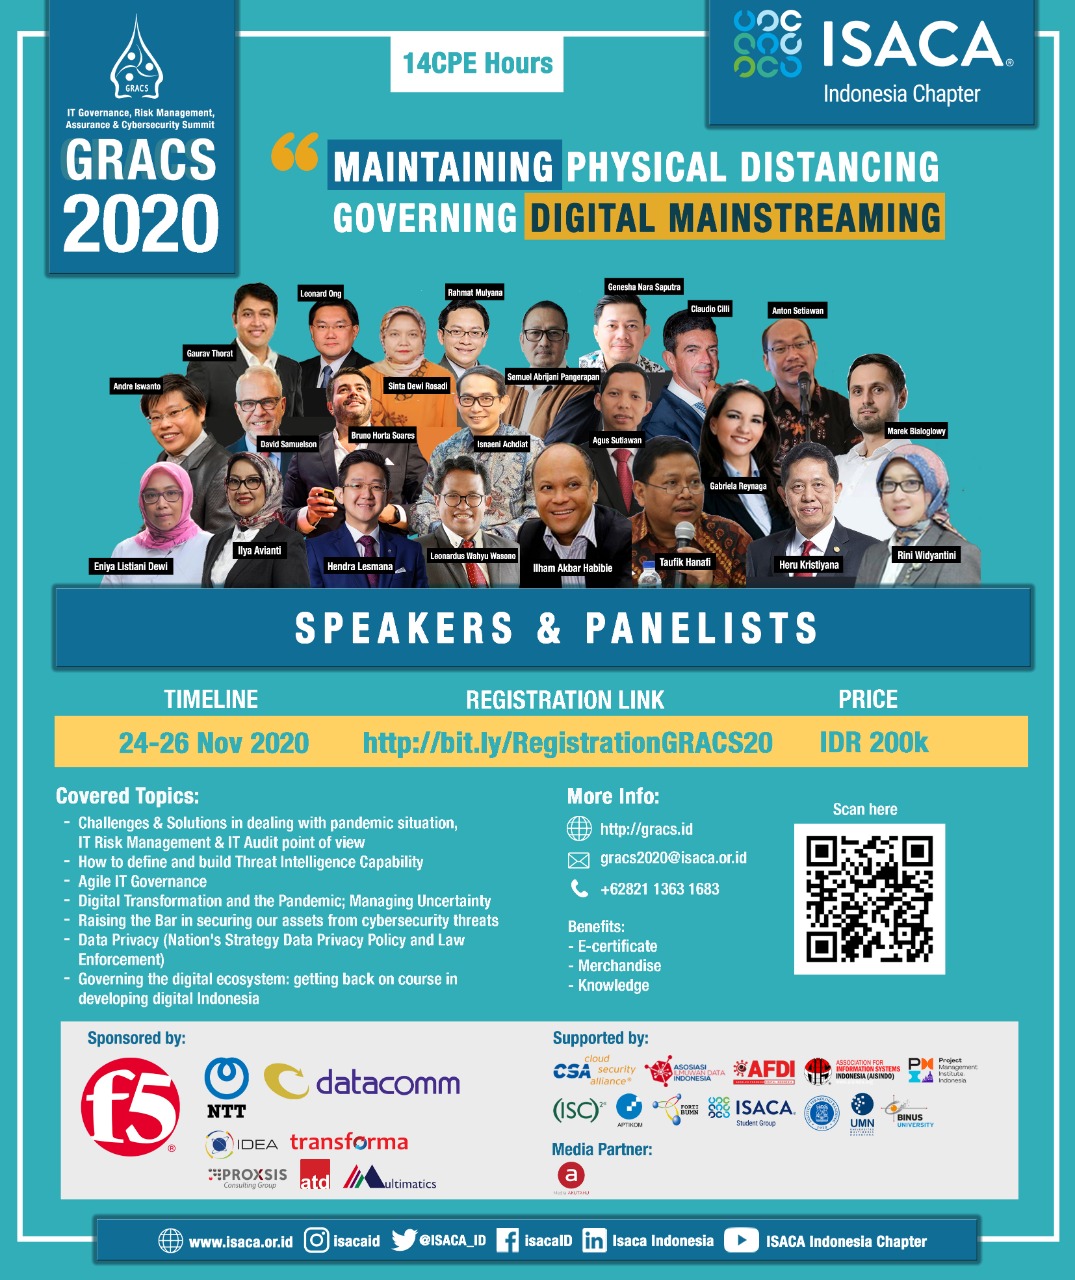 GRACS
IT Governance, Risk Management,
Assurance & Cybersecurity Summit
GRACS
2020
14CPE Hours
ISACA®
Indonesia Chapter
“ MAINTAINING PHYSICAL DISTANCING
GOVERNING DIGITAL MAINSTREAMING
Gaurav Thorat
Leonard Ong
Rahmat Mulyana
Genesha Nara Saputra
Claudio Cilli
Anton Setiawan
Andre Iswanto
David Samuelson
Bruno Horta Soares
Sinta Dewi Rosadi
Isnaeni Achdiat
Semuel Abrijani Pangerapan
Agus Sutiawan
Gabriela Reynaga
Marek Bialoglowy
Eniya Listiani Dewi
Ilya Avianti
Hendra Lesmana
Leonardus Wahyu Wasono
Ilham Akbar Habibie
Taufik Hanafi
Heru Kristiyana
Rini Widyantini
SPEAKERS & PANELISTS
TIMELINE
24-26 Nov 2020
REGISTRATION LINK
http://bit.ly/RegistrationGRACS20
PRICE
IDR 200k
Covered Topics:
- Challenges & Solutions in dealing with pandemic situation,
IT Risk Management & IT Audit point of view
- How to define and build Threat Intelligence Capability
- Agile IT Governance
- Digital Transformation and the Pandemic; Managing Uncertainty
- Raising the Bar in securing our assets from cybersecurity threats
- Data Privacy (Nation's Strategy Data Privacy Policy and Law
Enforcement)
- Governing the digital ecosystem: getting back on course in
developing digital Indonesia
More Info:
http://gracs.id
gracs2020@isaca.or.id
+62821 1363 1683
Benefits:
- E-certificate
- Merchandise
- Knowledge
Scan here
Sponsored by:
f5®
NTT
datacomm
IDEA
transforma
PROXSIS
Consulting Group
atd
ultimatics
Supported by:
CSA cloud
security
alliance®
ASOSIASI
ILMUWAN DATA
INDONESIA
AFDI
ASSOCIATION FOR
INFORMATION SYSTEMS
INDONESIA (AISINDO)
PM
Project
Management
Institute
Indonesia
(ISC)²®
APTIKOM
FORTI
BUMN
ISACA.
Student Group
UMN
BINUS
UNIVERSITY
Media Partner:
a
www.isaca.or.id
isacaid
@ISACA_ID
isacaID
Isaca Indonesia
ISACA Indonesia Chapter